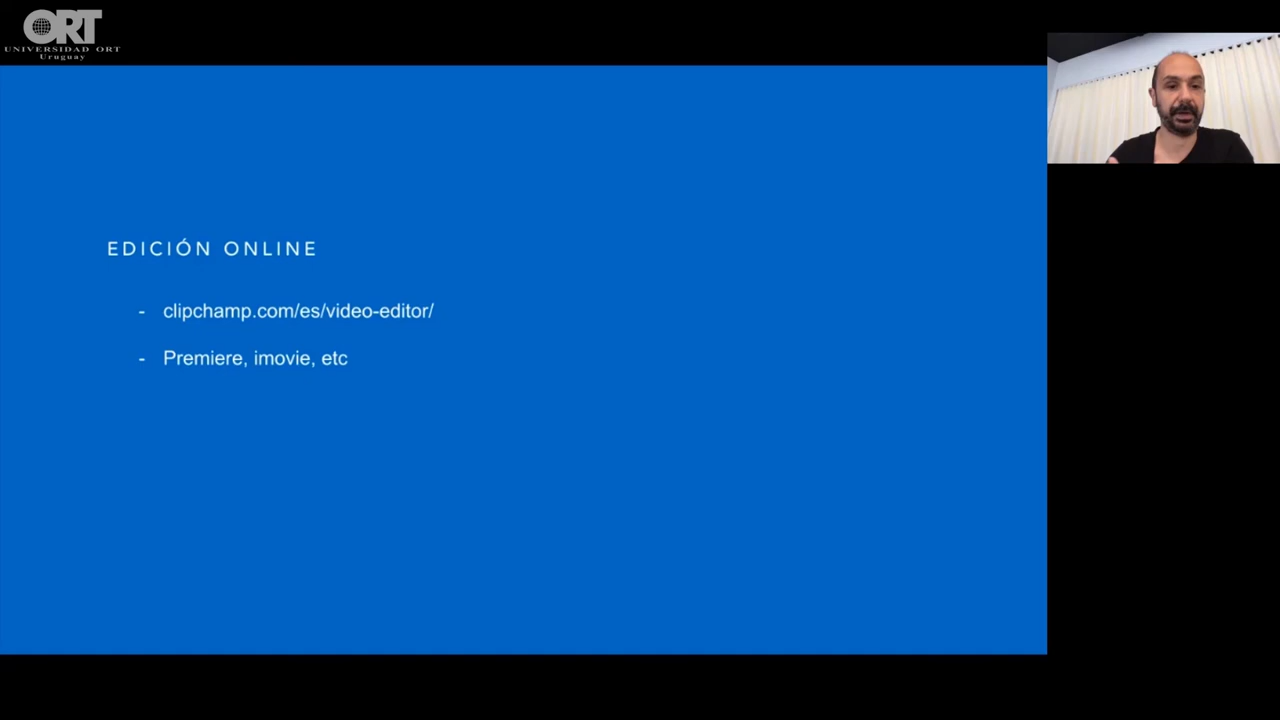 ORT
UNIVERSIDAD ORT
Uruguay
EDICIÓN ONLINE
- clipchamp.com/es/video-editor/
- Premiere, imovie, etc